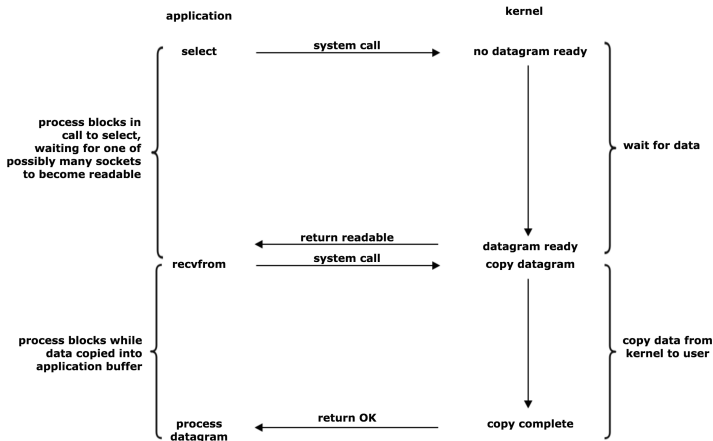 application
kernel
select
system call
no datagram ready
process blocks in
call to select,
waiting for one of
possibly many sockets
to become readable
wait for data
return readable
datagram ready
recvfrom
system call
copy datagram
process blocks while
data copied into
application buffer
copy data from
kernel to user
process
datagram
return OK
copy complete